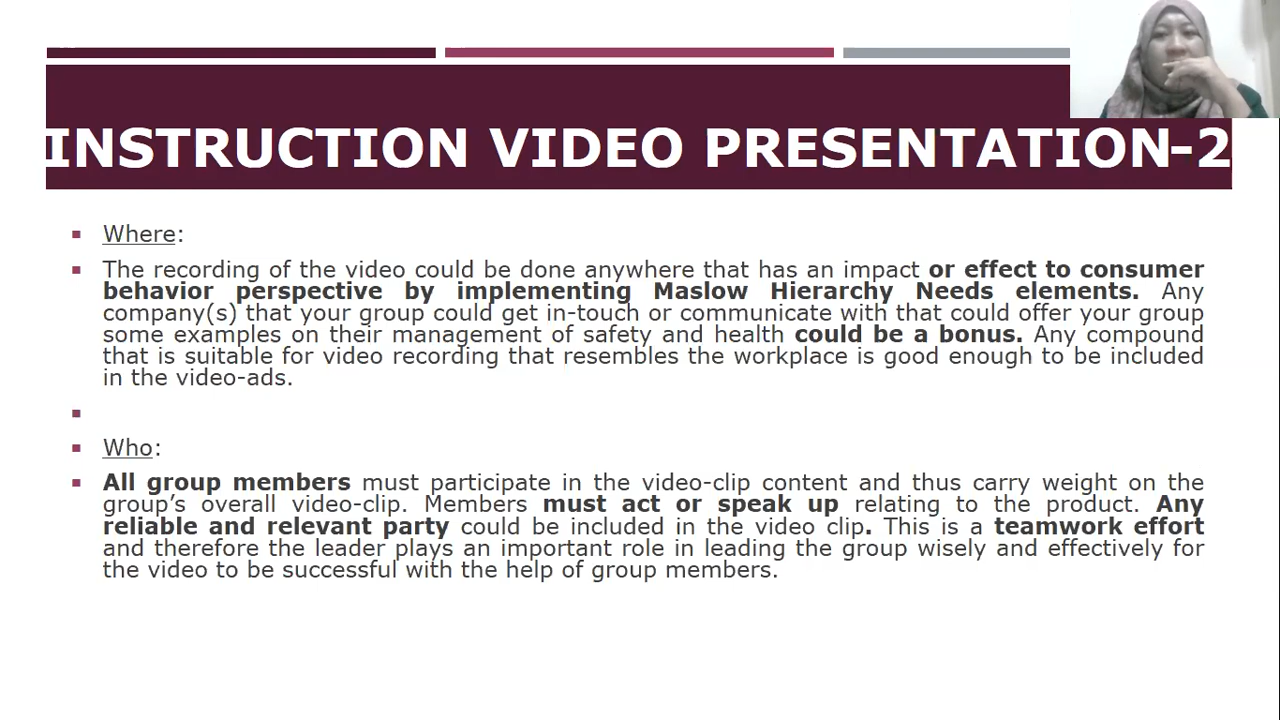 INSTRUCTION VIDEO PRESENTATION-2
Where:
The recording of the video could be done anywhere that has an impact or effect to consumer
behavior perspective by implementing Maslow Hierarchy Needs elements. Any
company(s) that your group could get in-touch or communicate with that could offer your group
some examples on their management of safety and health could be a bonus. Any compound
that is suitable for video recording that resembles the workplace is good enough to be included
in the video-ads.
Who:
All group members must participate in the video-clip content and thus carry weight on the
group’s overall video-clip. Members must act or speak up relating to the product. Any
reliable and relevant party could be included in the video clip. This is a teamwork effort
and therefore the leader plays an important role in leading the group wisely and effectively for
the video to be successful with the help of group members.